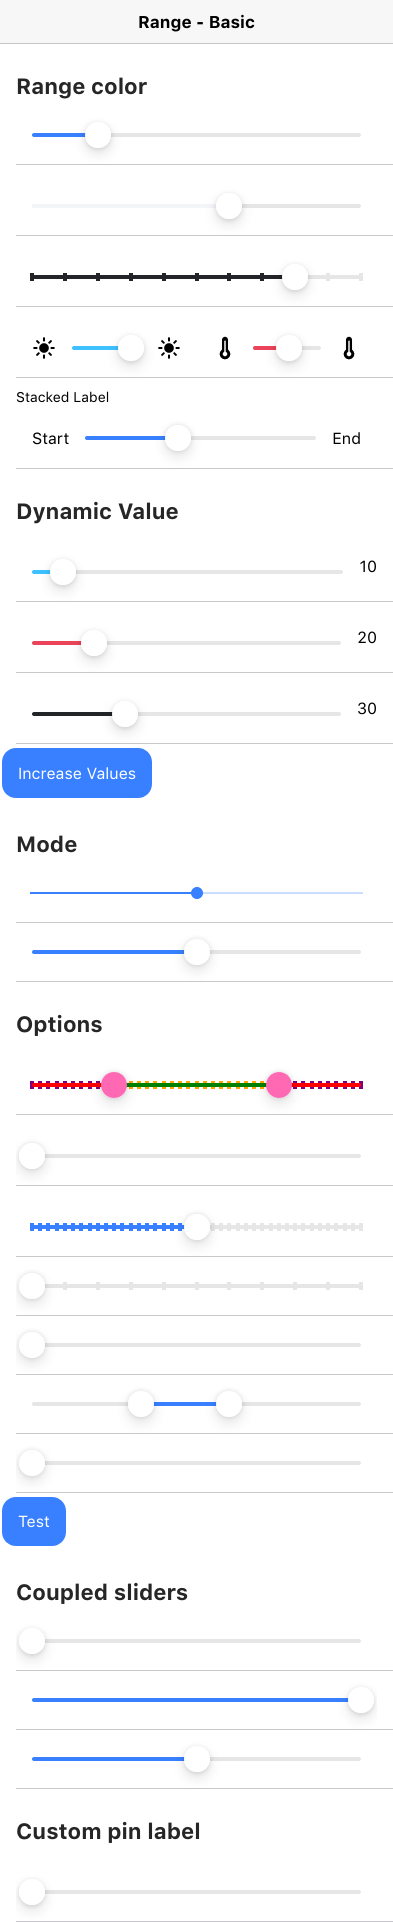 Range - Basic
Range color
Stacked Label
Start End
Dynamic Value
10
20
30
Increase Values
Mode
Options
Test
Coupled sliders
Custom pin label